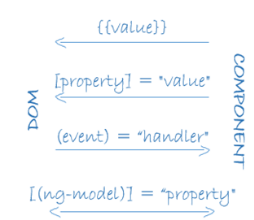 {{value}}
[property] = "value"
DOM
COMPONENT
(event) = "handler"
[(ng-model)] = "property"